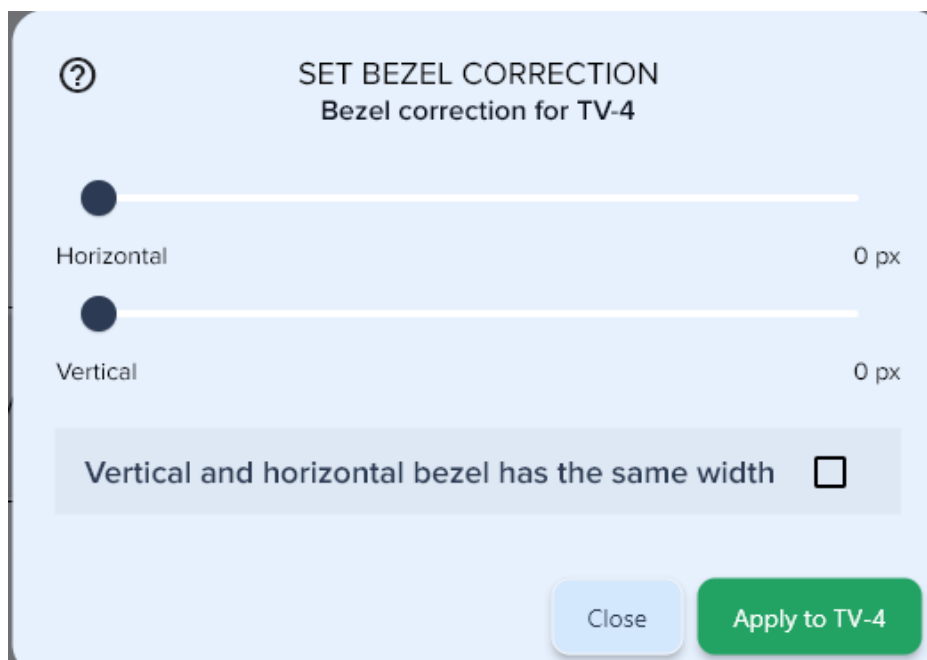 SET BEZEL CORRECTION
Bezel correction for TV-4
Horizontal 0 px
Vertical 0 px
Vertical and horizontal bezel has the same width
Close Apply to TV-4